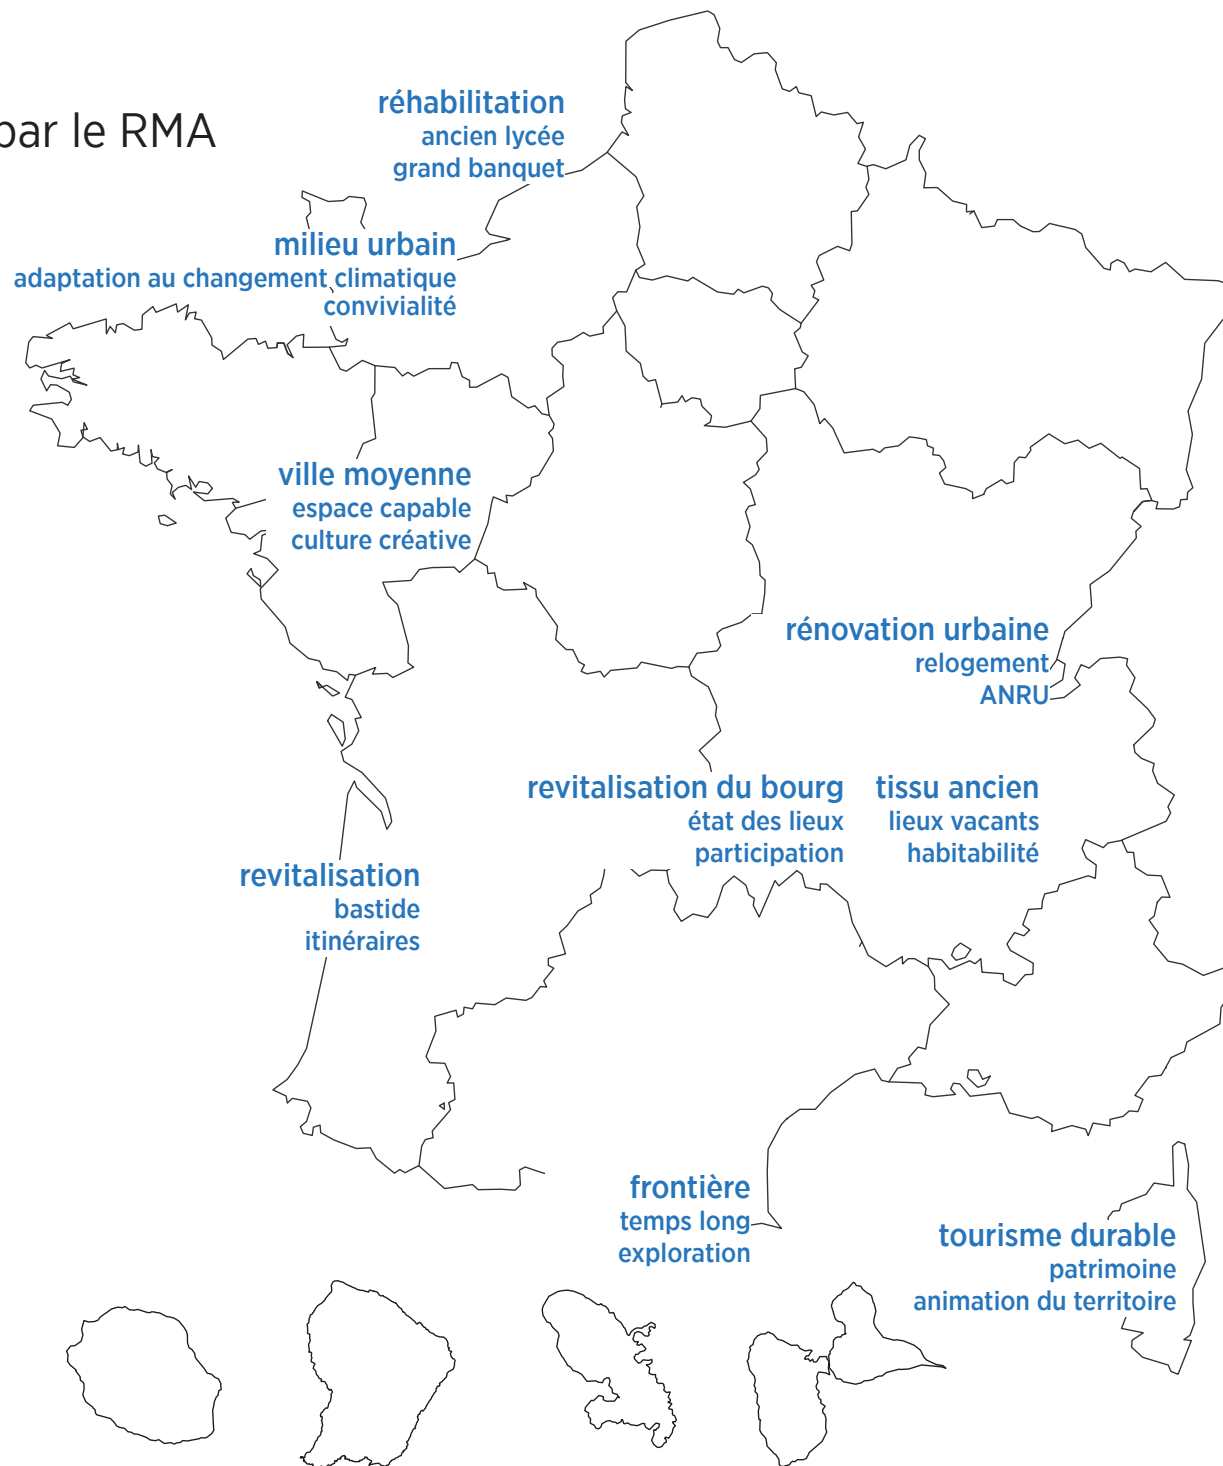 par le RMA
réhabilitation
ancien lycée
grand banquet
milieu urbain
adaptation au changement climatique
convivialité
ville moyenne
espace capable
culture créative
rénovation urbaine
relogement
ANRU
revitalisation du bourg
état des lieux
participation
tissu ancien
lieux vacants
habitabilité
revitalisation
bastide
itinéraires
frontière
temps long
exploration
tourisme durable
patrimoine
animation du territoire